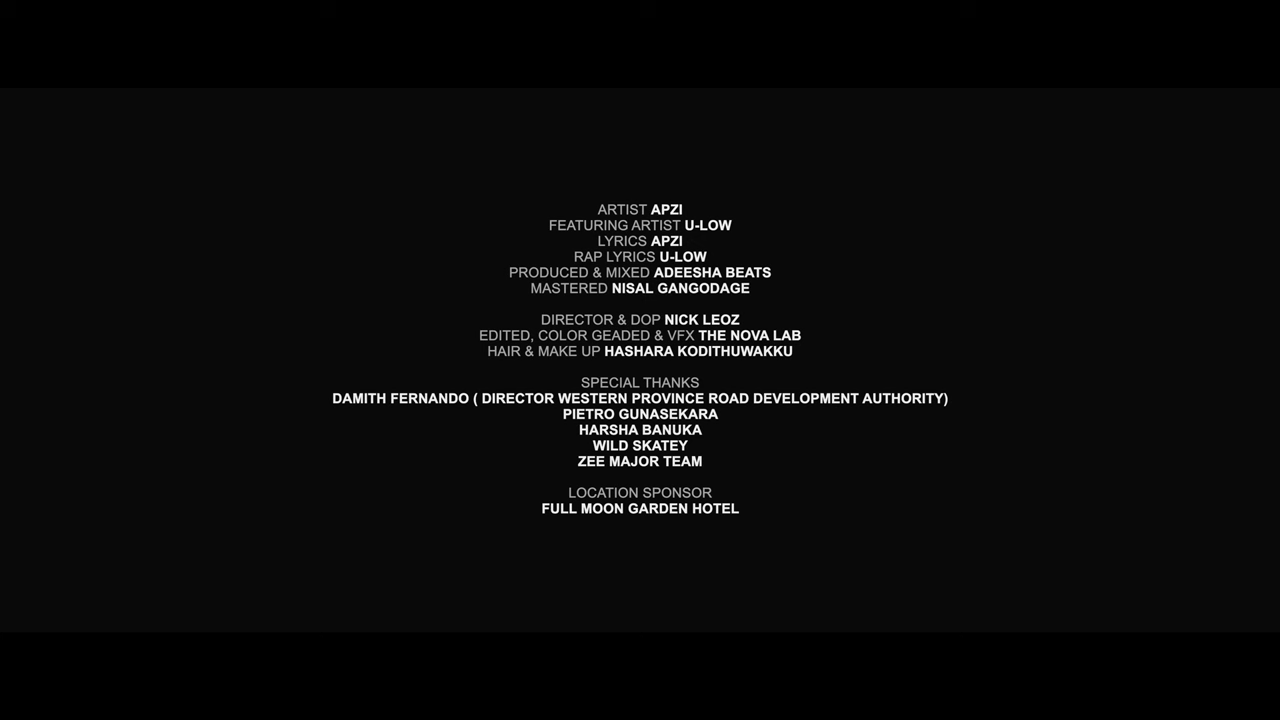 ARTIST APZI
FEATURING ARTIST U-LOW
LYRICS APZI
RAP LYRICS U-LOW
PRODUCED & MIXED ADEESHA BEATS
MASTERED NISAL GANGODAGE
DIRECTOR & DOP NICK LEOZ
EDITED, COLOR GEADED & VFX THE NOVA LAB
HAIR & MAKE UP HASHARA KODITHUWAKKU
SPECIAL THANKS
DAMITH FERNANDO ( DIRECTOR WESTERN PROVINCE ROAD DEVELOPMENT AUTHORITY)
PIETRO GUNASEKARA
HARSHA BANUKA
WILD SKATEY
ZEE MAJOR TEAM
LOCATION SPONSOR
FULL MOON GARDEN HOTEL